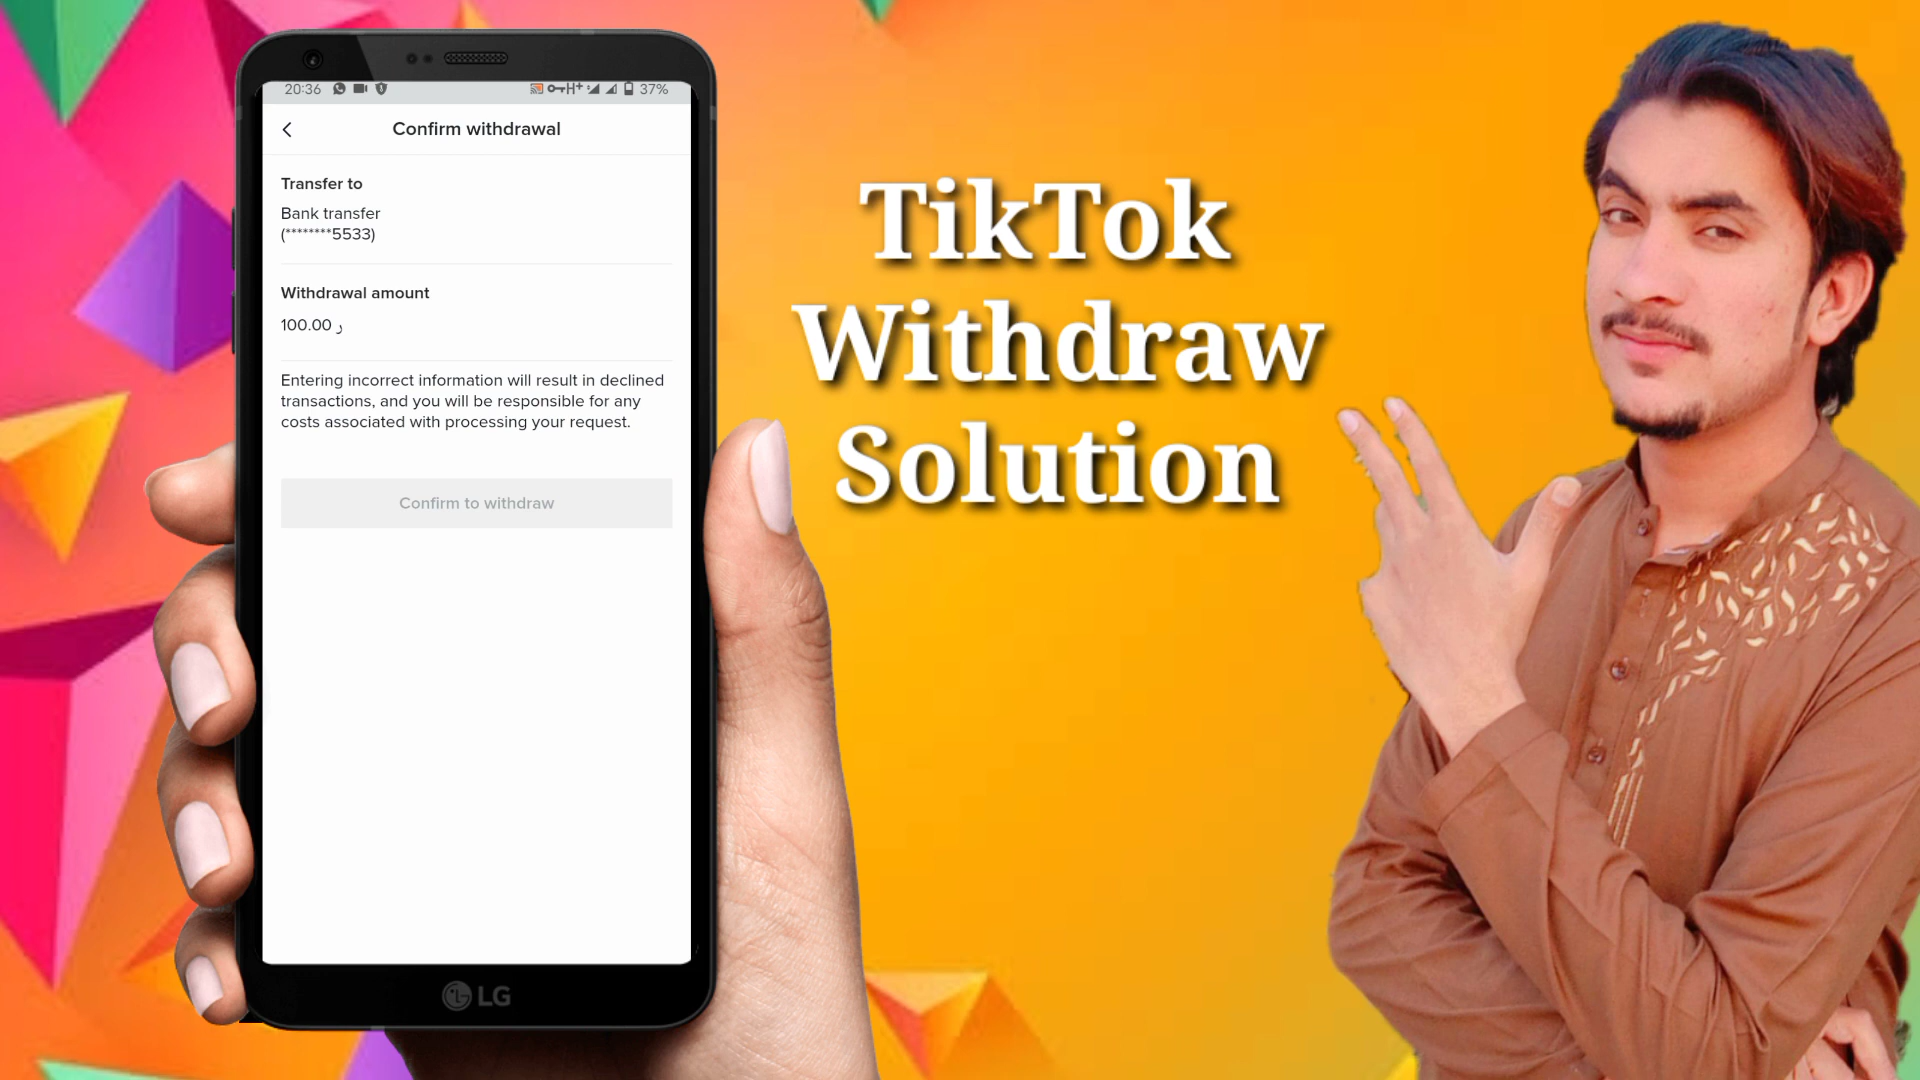 20:36
H+
37%
Confirm withdrawal
Transfer to
Bank transfer
(********5533)
Withdrawal amount
100.00 ر
Entering incorrect information will result in declined
transactions, and you will be responsible for any
costs associated with processing your request.
Confirm to withdraw
LG
TikTok
Withdraw
Solution